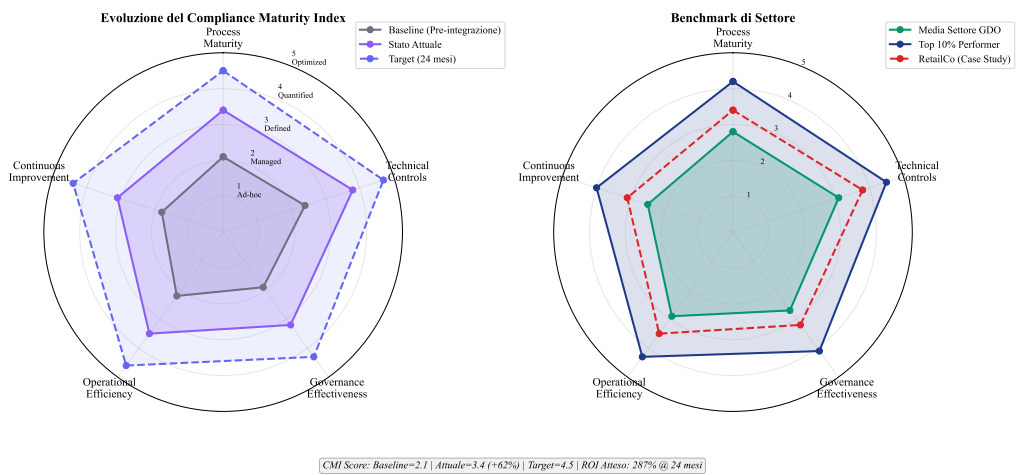 Evoluzione del Compliance Maturity Index
Baseline (Pre-integrazione)
Stato Attuale
Target (24 mesi)
Process
Maturity
Technical
Controls
Governance
Effectiveness
Operational
Efficiency
Continuous
Improvement
5
Optimized
4
Quantified
3
Defined
2
Managed
1
Ad-hoc
Benchmark di Settore
Media Settore GDO
Top 10% Performer
RetailCo (Case Study)
Process
Maturity
Technical
Controls
Governance
Effectiveness
Operational
Efficiency
Continuous
Improvement
5
4
3
2
1
CMI Score: Baseline=2.1 | Attuale=3.4 (+62%) | Target=4.5 | ROI Atteso: 287% @ 24 mesi